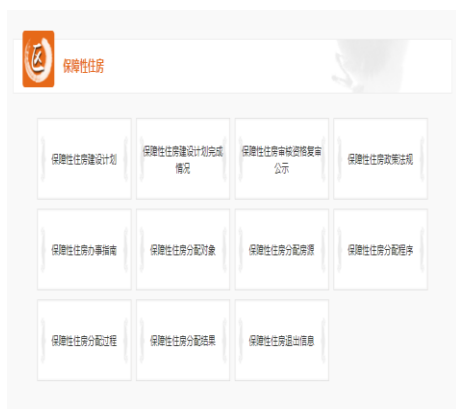 区
保障性住房
保障性住房建设计划
保障性住房建设计划完成
情况
保障性住房审核资格复审
公示
保障性住房政策法规
保障性住房办事指南
保障性住房分配对象
保障性住房分配房源
保障性住房分配程序
保障性住房分配过程
保障性住房分配结果
保障性住房退出信息